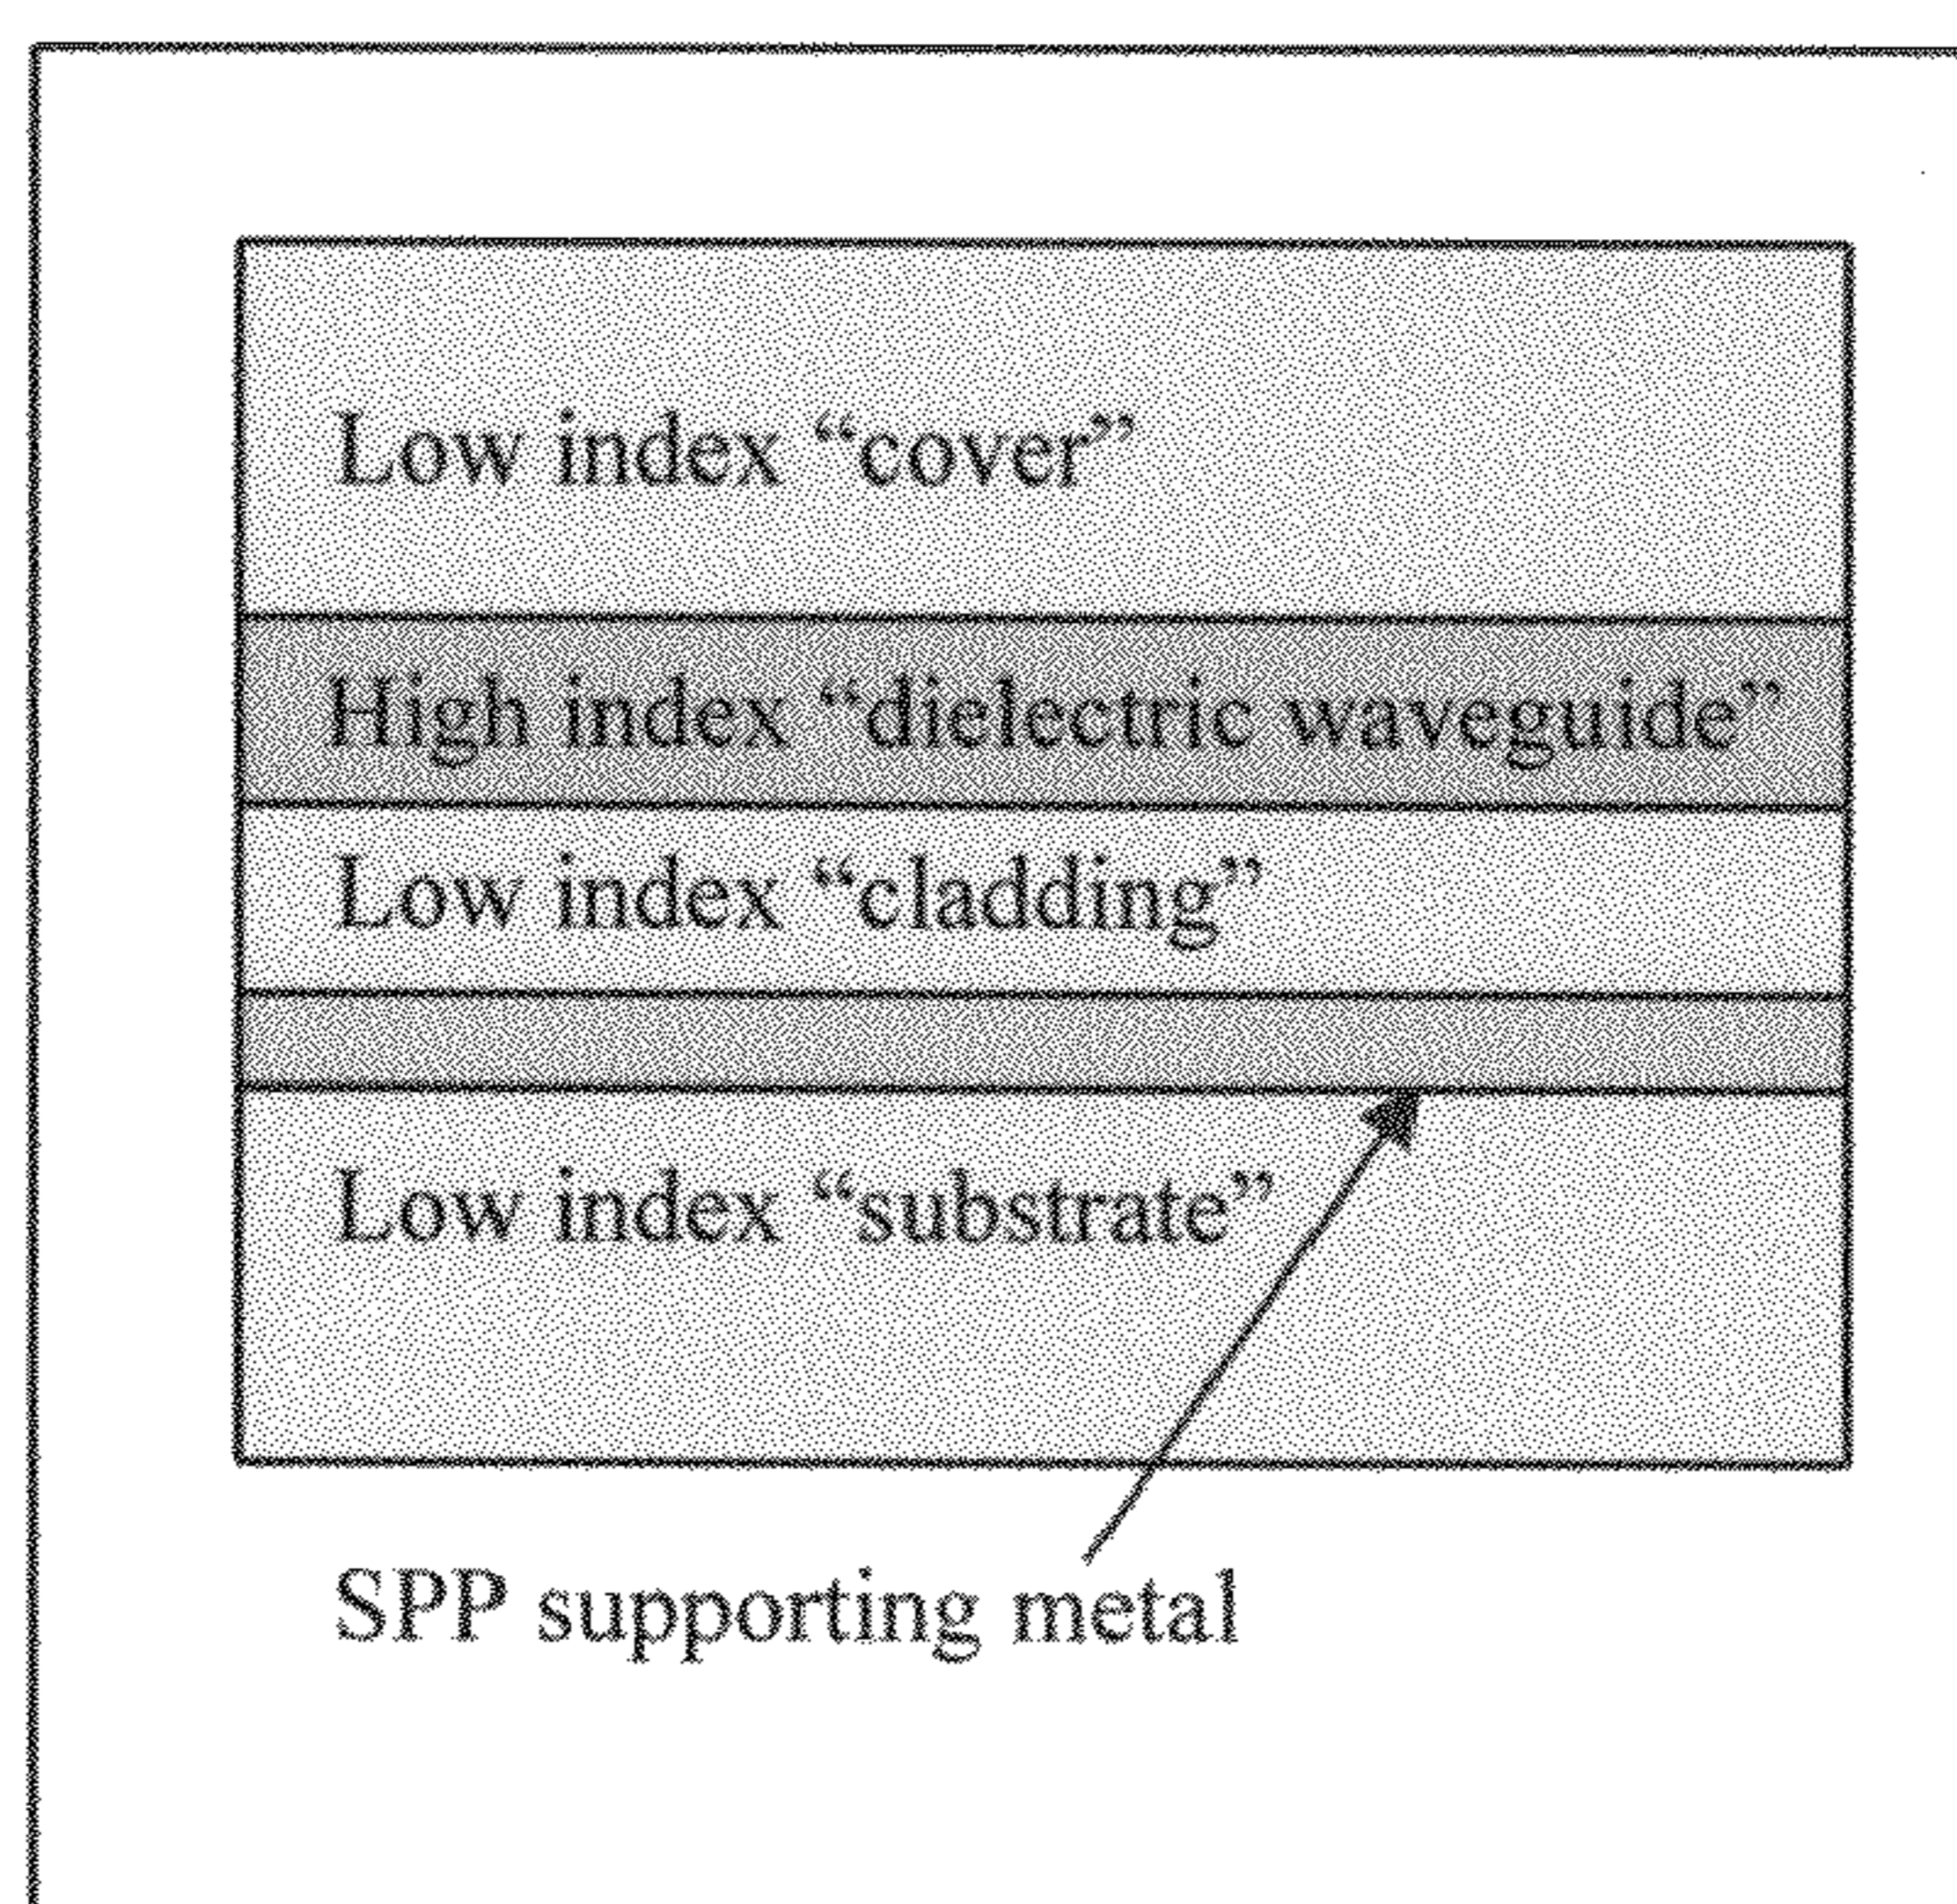 Low index “cover”
High index “dielectric waveguide”
Low index “cladding”
Low index “substrate”
SPP supporting metal